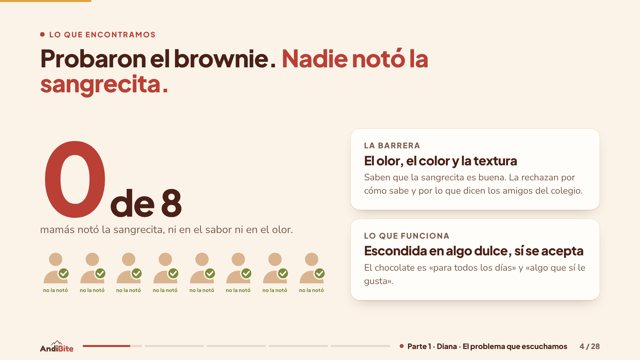 LO QUE ENCONTRAMOS
Probaron el brownie. Nadie notó la
sangrecita.
0 de 8
mamás notó la sangrecita, ni en el sabor ni en el olor.
no la notó no la notó no la notó no la notó no la notó no la notó no la notó no la notó
LA BARRERA
El olor, el color y la textura
Saben que la sangrecita es buena. La rechazan por
cómo sabe y por lo que dicen los amigos del colegio.
LO QUE FUNCIONA
Escondida en algo dulce, sí se acepta
El chocolate es «para todos los días» y «algo que sí le
gusta».
AndiBite
Parte 1 · Diana · El problema que escuchamos 4 / 28